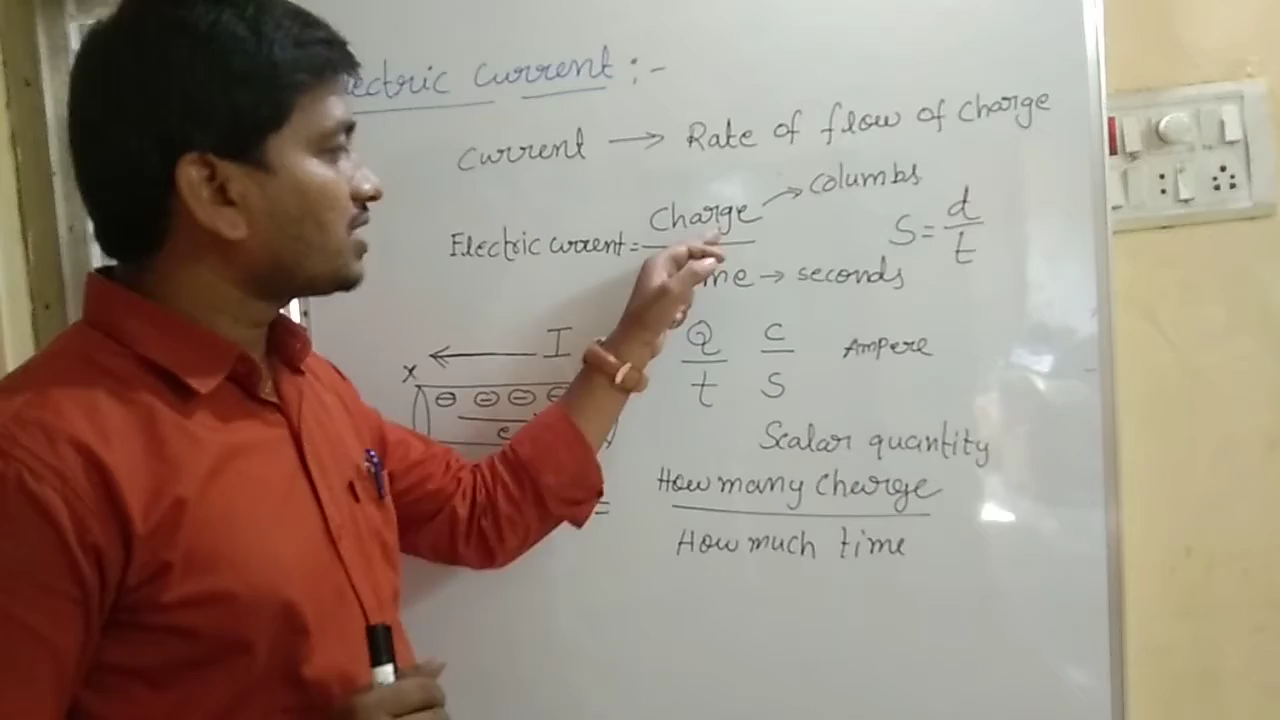 ectric Current :-
Current → Rate of flow of charge
Electric current = Charge → Columbs
me → seconds
S = d/t
I
Q/t C/S Ampere
X
⊖ ⊖ ⊖ ⊖
e
Scalar quantity
= How many charge
How much time